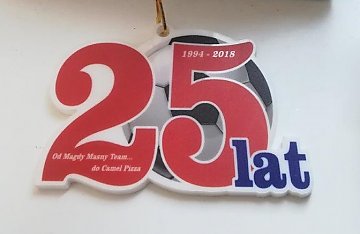 1994 - 2018
25
lat
Od Magdy Masny Team...
do Camel Pizza